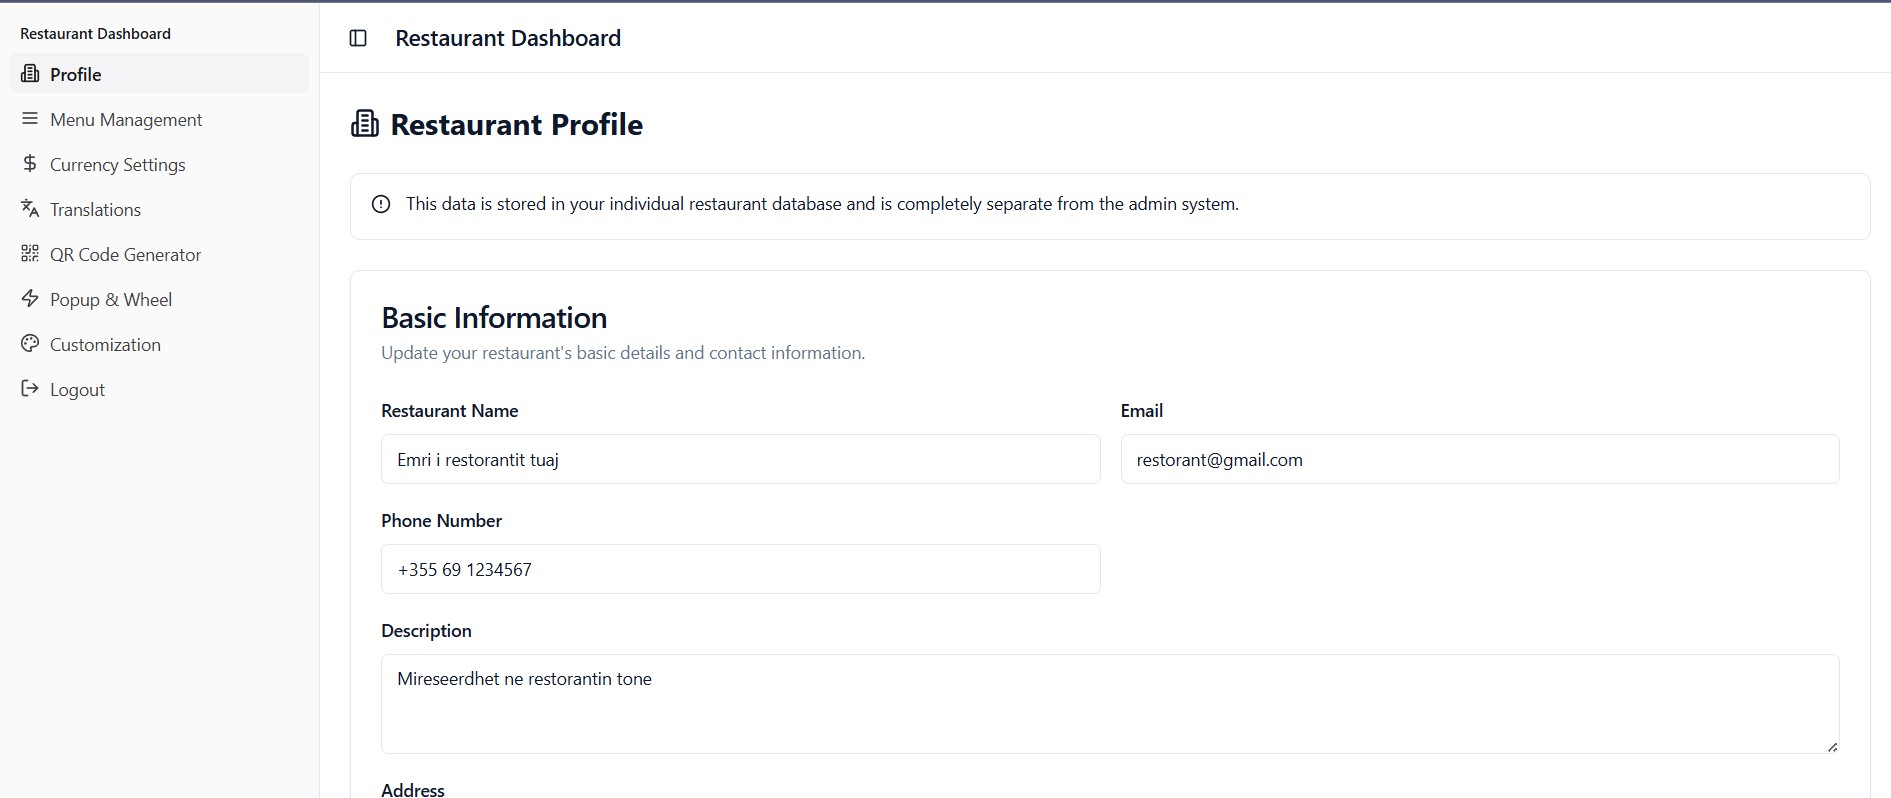 Restaurant Dashboard
Profile
Menu Management
Currency Settings
Translations
QR Code Generator
Popup & Wheel
Customization
Logout
Restaurant Dashboard
Restaurant Profile
This data is stored in your individual restaurant database and is completely separate from the admin system.
Basic Information
Update your restaurant's basic details and contact information.
Restaurant Name
Emri i restorantit tuaj
Email
restorant@gmail.com
Phone Number
+355 69 1234567
Description
Mireseerdhet ne restorantin tone
Address